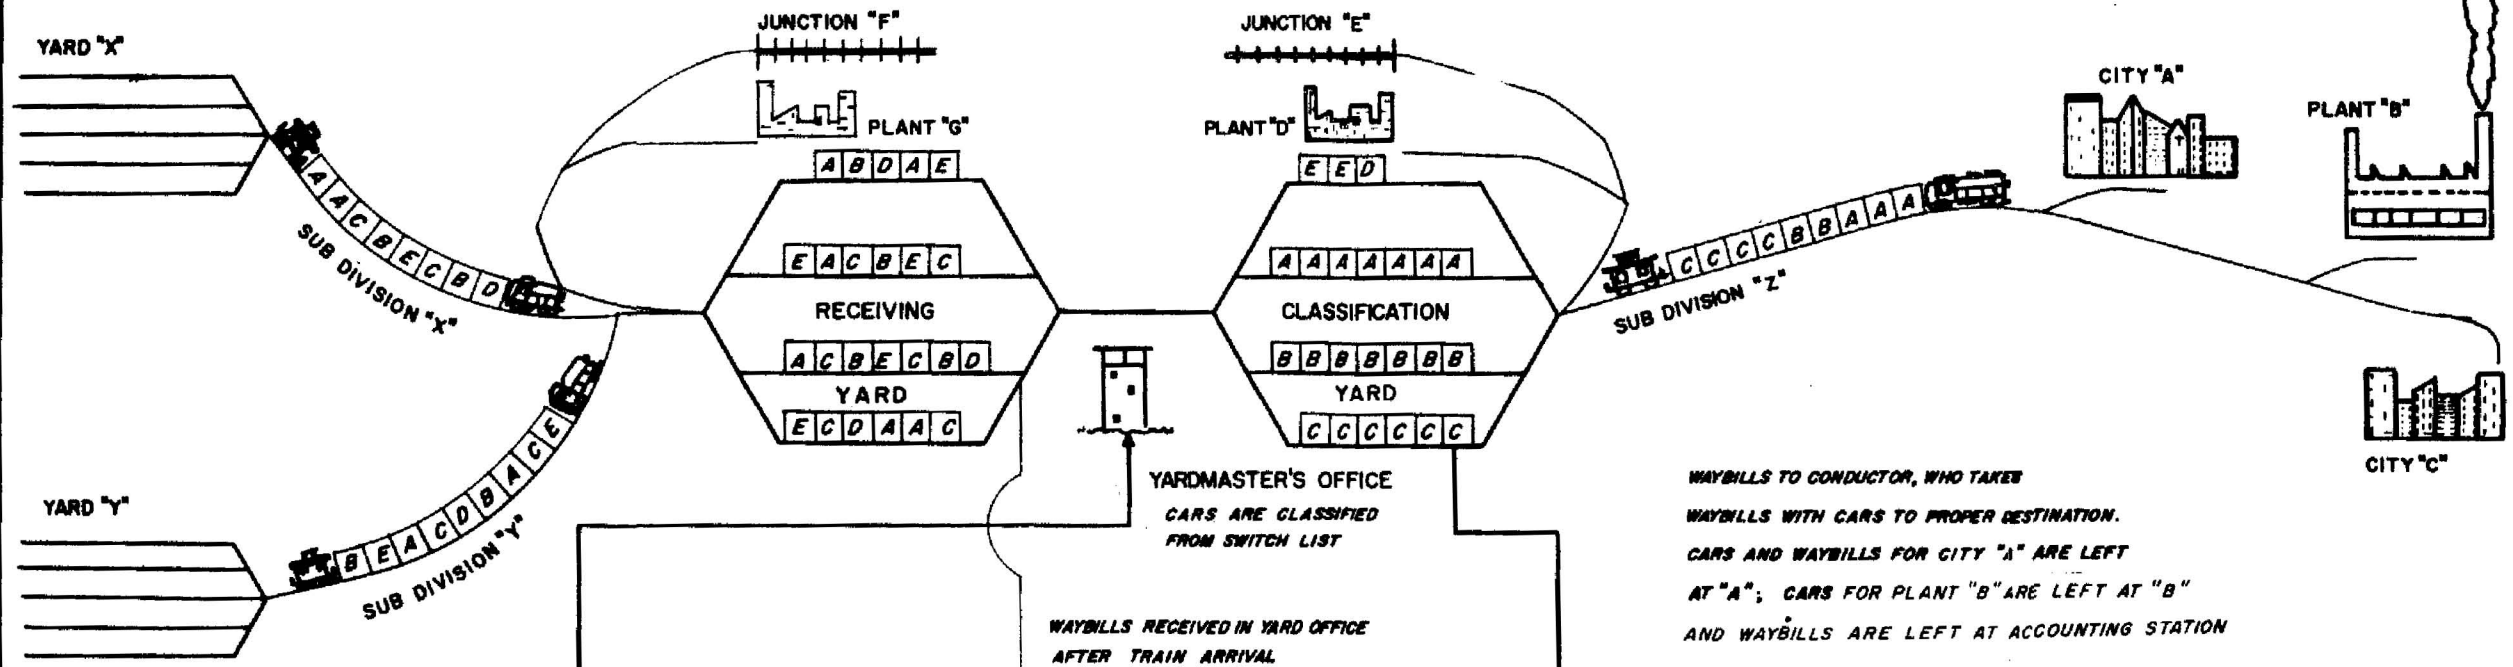 JUNCTION "F"
JUNCTION "E"
YARD "X"
CITY "A"
PLANT "B"
PLANT "G"
PLANT "D"
A B D A E
E E D
A A C B E C B D
SUB DIVISION "X"
E A C B E C
A A A A A A A
C C C C B B A A A
SUB DIVISION "Z"
RECEIVING
CLASSIFICATION
A C B E C B D
B B B B B B B
YARD
YARD
E C D A A C
C C C C C C
CITY "C"
YARD "Y"
B E A C D B A C E
SUB DIVISION "Y"
YARDMASTER'S OFFICE
CARS ARE CLASSIFIED
FROM SWITCH LIST
WAYBILLS TO CONDUCTOR, WHO TAKES
WAYBILLS WITH CARS TO PROPER DESTINATION.
CARS AND WAYBILLS FOR CITY "A" ARE LEFT
AT "A"; CARS FOR PLANT "B" ARE LEFT AT "B"
AND WAYBILLS ARE LEFT AT ACCOUNTING STATION
WAYBILLS RECEIVED IN YARD OFFICE
AFTER TRAIN ARRIVAL